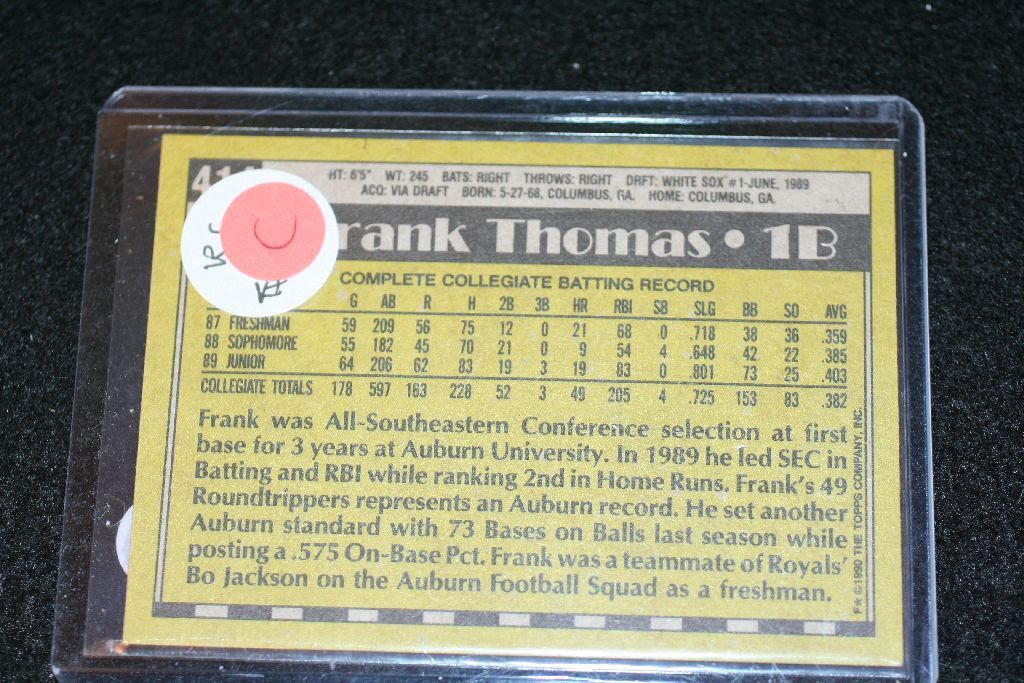 HT: 6'5" WT: 245 BATS: RIGHT THROWS: RIGHT DRFT: WHITE SOX #1-JUNE, 1989
ACQ: VIA DRAFT BORN: 5-27-68, COLUMBUS, GA. HOME: COLUMBUS, GA.
rank Thomas • 1B
COMPLETE COLLEGIATE BATTING RECORD
G AB R H 2B 3B HR RBI SB SLG BB SO AVG
87 FRESHMAN 59 209 56 75 12 0 21 68 0 .718 38 36 .359
88 SOPHOMORE 55 182 45 70 21 0 9 54 4 .648 42 22 .385
89 JUNIOR 64 206 62 83 19 3 19 83 0 .801 73 25 .403
COLLEGIATE TOTALS 178 597 163 228 52 3 49 205 4 .725 153 83 .382
Frank was All-Southeastern Conference selection at first
base for 3 years at Auburn University. In 1989 he led SEC in
Batting and RBI while ranking 2nd in Home Runs. Frank's 49
Roundtrippers represents an Auburn record. He set another
Auburn standard with 73 Bases on Balls last season while
posting a .575 On-Base Pct. Frank was a teammate of Royals'
Bo Jackson on the Auburn Football Squad as a freshman.
F★ © 1990 THE TOPPS COMPANY, INC.